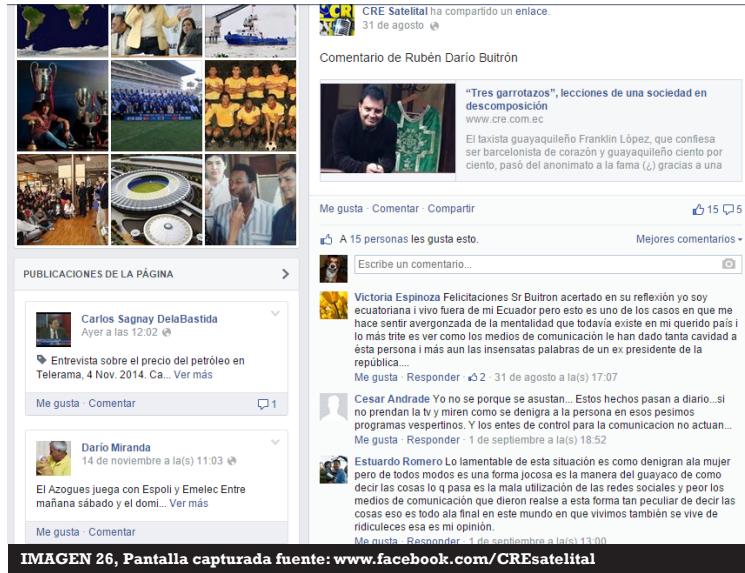 CRE Satelital ha compartido un enlace.
31 de agosto
Comentario de Rubén Darío Buitrón
“Tres garrotazos”, lecciones de una sociedad en
descomposición
www.cre.com.ec
El taxista guayaquileño Franklin López, que confiesa
ser barcelonista de corazón y guayaquileño ciento por
ciento, pasó del anonimato a la fama (¿) gracias a una
Me gusta · Comentar · Compartir
15 5
A 15 personas les gusta esto.
Mejores comentarios
Escribe un comentario...
Victoria Espinoza Felicitaciones Sr Buitron acertado en su reflexión yo soy
ecuatoriana i vivo fuera de mi Ecuador pero esto es uno de los casos en que me
hace sentir avergonzada de la mentalidad que todavía existe en mi querido país i
lo más trite es ver como los medios de comunicación le han dado tanta cavidad a
ésta persona i más aun las insensatas palabras de un ex presidente de la
república....
Me gusta · Responder · 2 · 31 de agosto a la(s) 17:07
Cesar Andrade Yo no se porque se asustan... Estos hechos pasan a diario...si
no prendan la tv y miren como se denigra a la persona en esos pesimos
programas vespertinos. Y los entes de control para la comunicacion no actuan...
Me gusta · Responder · 1 de septiembre a la(s) 18:52
Estuardo Romero Lo lamentable de esta situación es como denigran ala mujer
pero de todos modos es una forma jocosa es la manera del guayaco de como
decir las cosas lo q pasa es la mala utilización de las redes sociales y peor los
medios de comunicación que dieron realse a esta forma tan peculiar de decir las
cosas eso es todo ala final en este mundo en que vivimos también se vive de
ridiculeces esa es mi opinión.
Me gusta · Responder · 1 de septiembre a la(s) 13:00
PUBLICACIONES DE LA PÁGINA
Carlos Sagnay DelaBastida
Ayer a las 12:02
Entrevista sobre el precio del petróleo en
Telerama, 4 Nov. 2014. Ca... Ver más
Me gusta · Comentar
1
Darío Miranda
14 de noviembre a la(s) 11:03
El Azogues juega con Espoli y Emelec Entre
mañana sábado y el domi... Ver más
Me gusta · Comentar
IMAGEN 26, Pantalla capturada fuente: www.facebook.com/CREsatelital